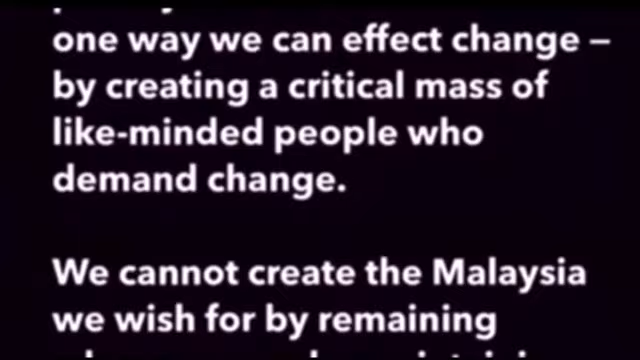 one way we can effect change –
by creating a critical mass of
like-minded people who
demand change.
We cannot create the Malaysia
we wish for by remaining